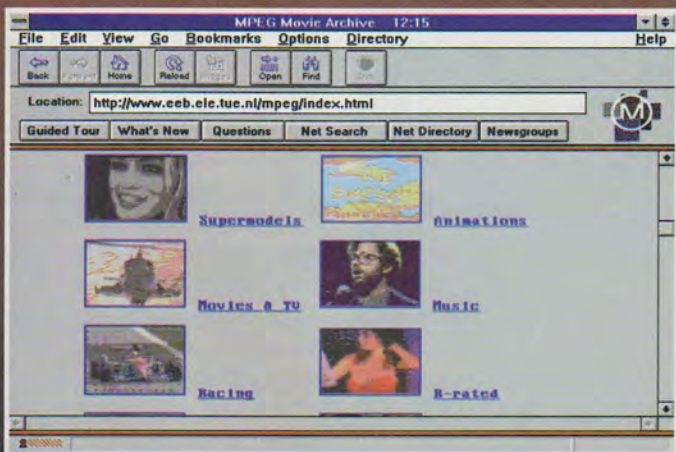 MPEG Movie Archive 12:15
File Edit View Go Bookmarks Options Directory Help
Back Forward Home Reload Images Open Find Stop
Location: http://www.eeb.ele.tue.nl/mpeg/index.html
M
Guided Tour What's New Questions Net Search Net Directory Newsgroups
Supermodels Animations
Movies & TV Music
Racing R-rated